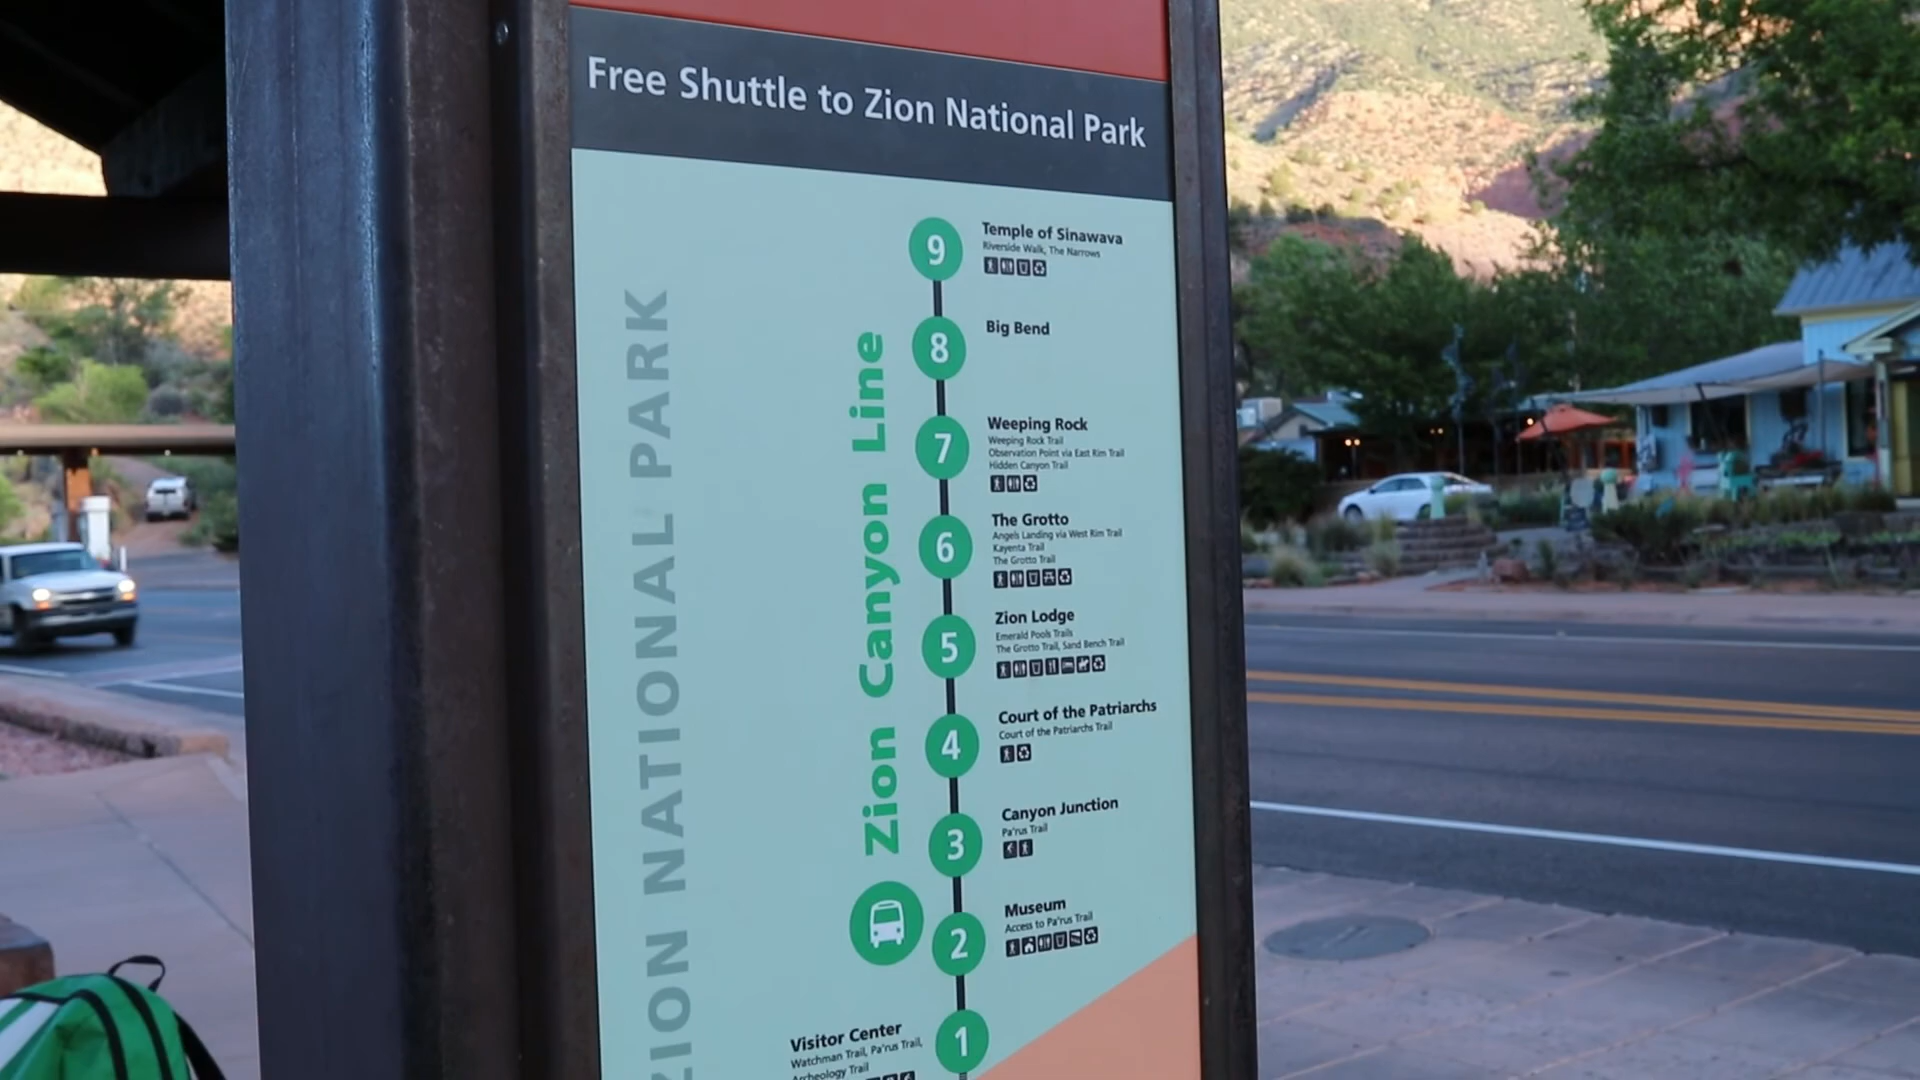 Free Shuttle to Zion National Park
ZION NATIONAL PARK
Zion Canyon Line
9
Temple of Sinawava
Riverside Walk, The Narrows
8
Big Bend
7
Weeping Rock
Weeping Rock Trail
Observation Point via East Rim Trail
Hidden Canyon Trail
6
The Grotto
Angels Landing via West Rim Trail
Kayenta Trail
The Grotto Trail
5
Zion Lodge
Emerald Pools Trails
The Grotto Trail, Sand Bench Trail
4
Court of the Patriarchs
Court of the Patriarchs Trail
3
Canyon Junction
Pa'rus Trail
2
Museum
Access to Pa'rus Trail
1
Visitor Center
Watchman Trail, Pa'rus Trail,
Archeology Trail